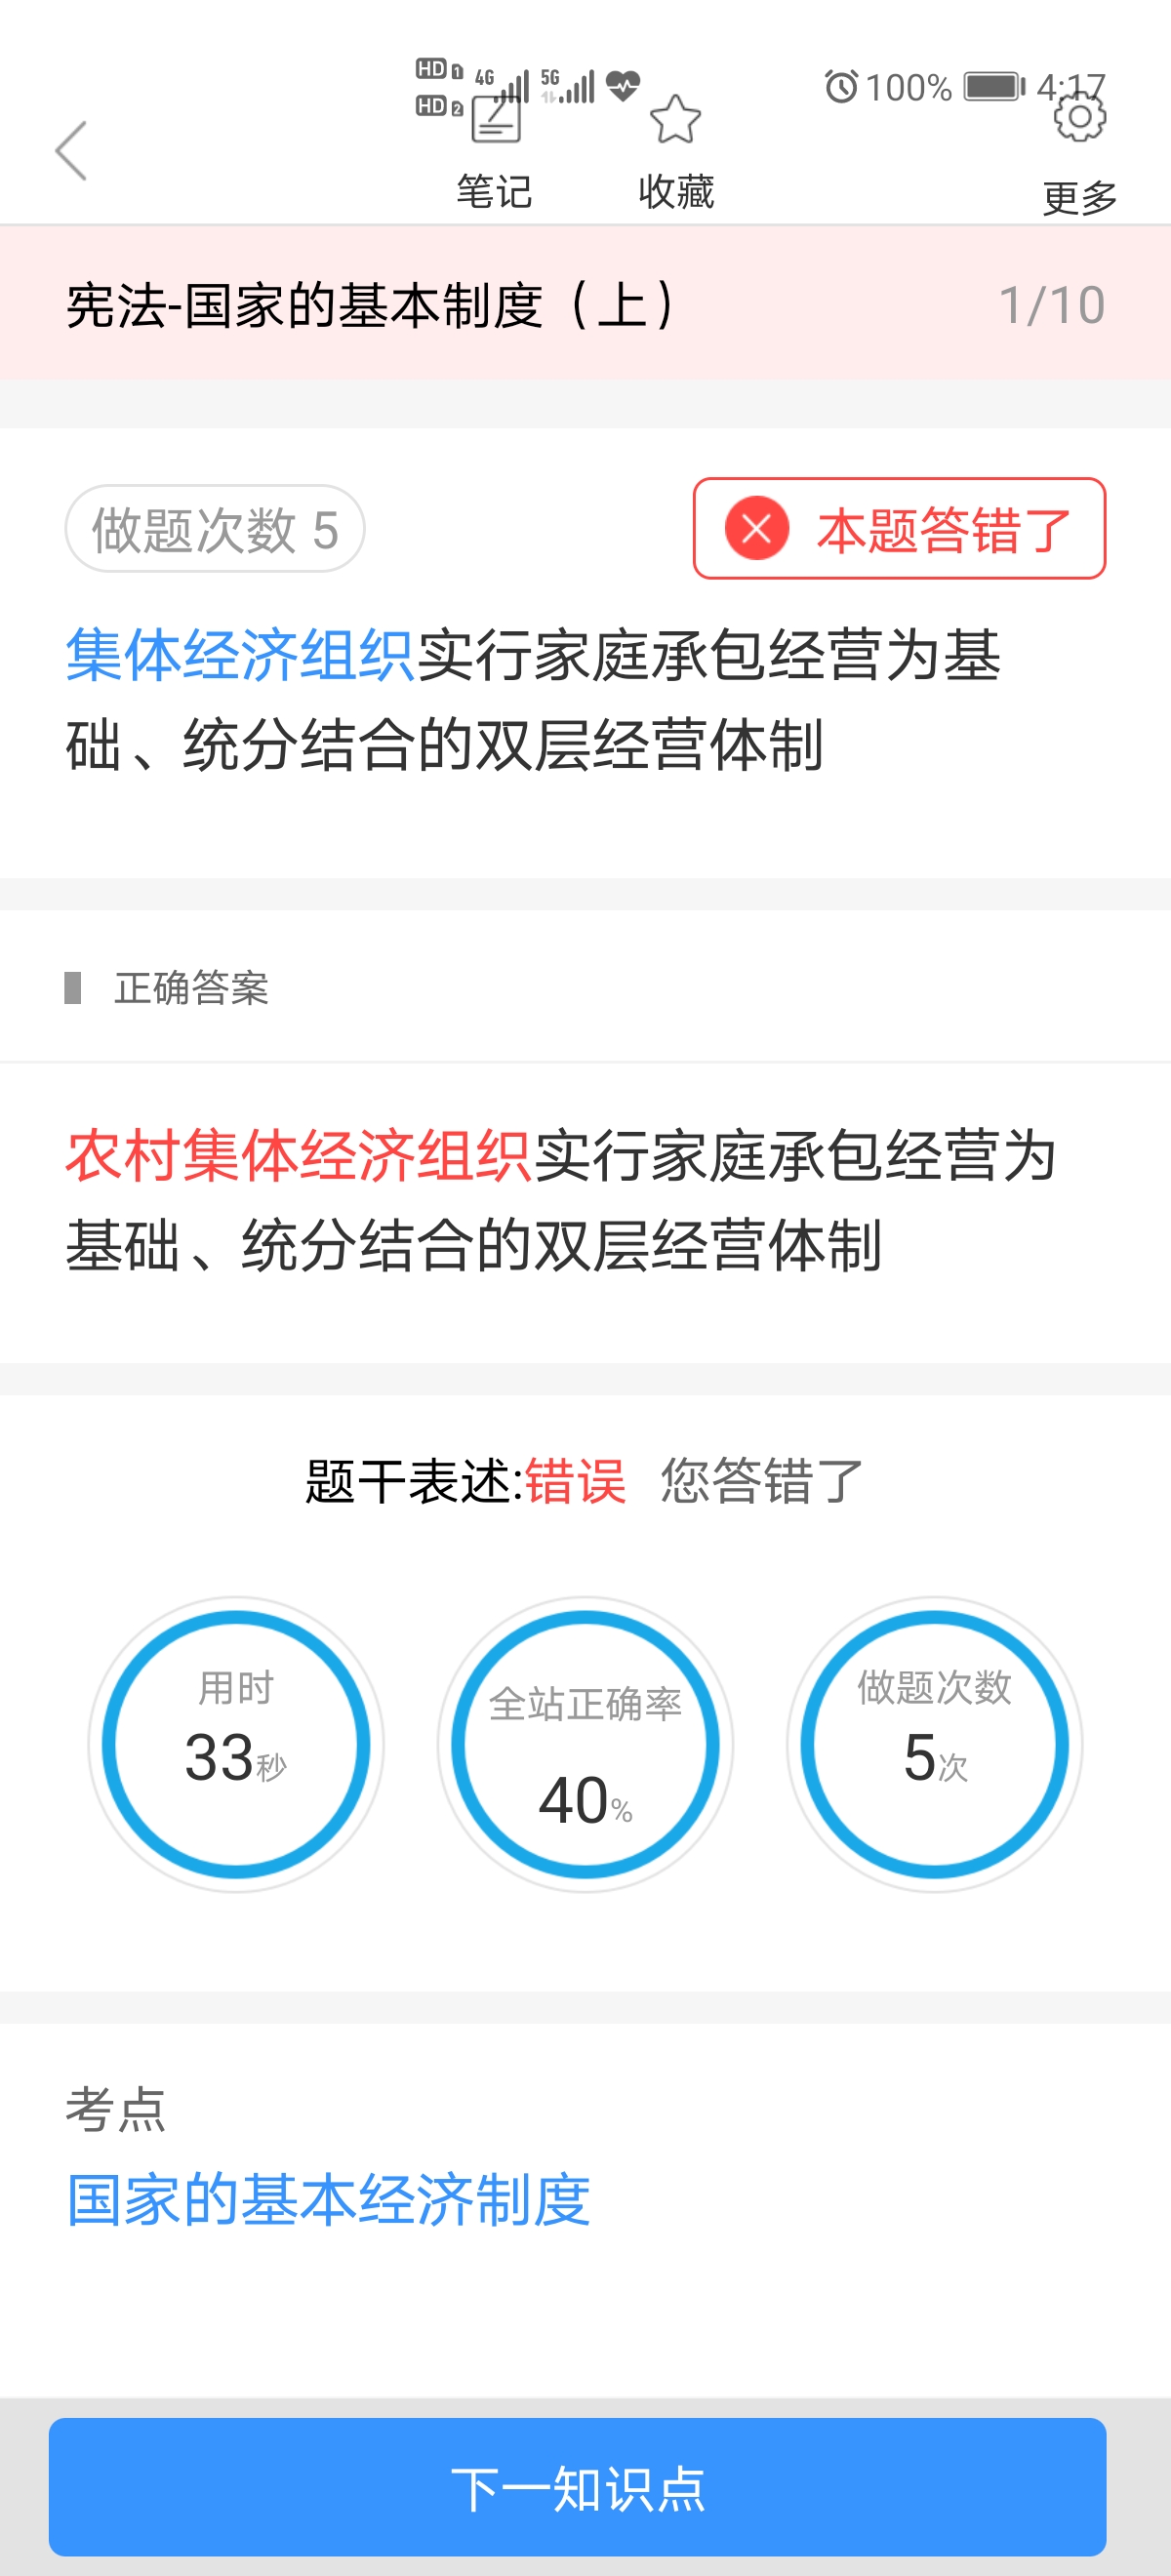 HD 1 4G 5G 100% 4:17
HD 2
笔记 收藏 更多
宪法-国家的基本制度（上） 1/10
做题次数 5 本题答错了
集体经济组织实行家庭承包经营为基
础、统分结合的双层经营体制
正确答案
农村集体经济组织实行家庭承包经营为
基础、统分结合的双层经营体制
题干表述:错误 您答错了
用时 全站正确率 做题次数
33秒 40% 5次
考点
国家的基本经济制度
下一知识点